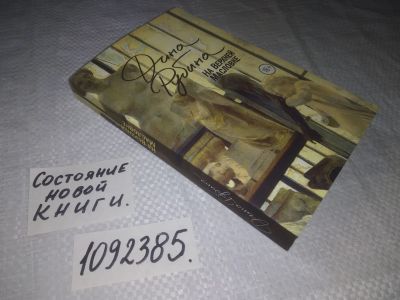 Дина
Рубина
НА ВЕРХНЕЙ
МАСЛОВКЕ
Состояние
новой
книги.
1092385.